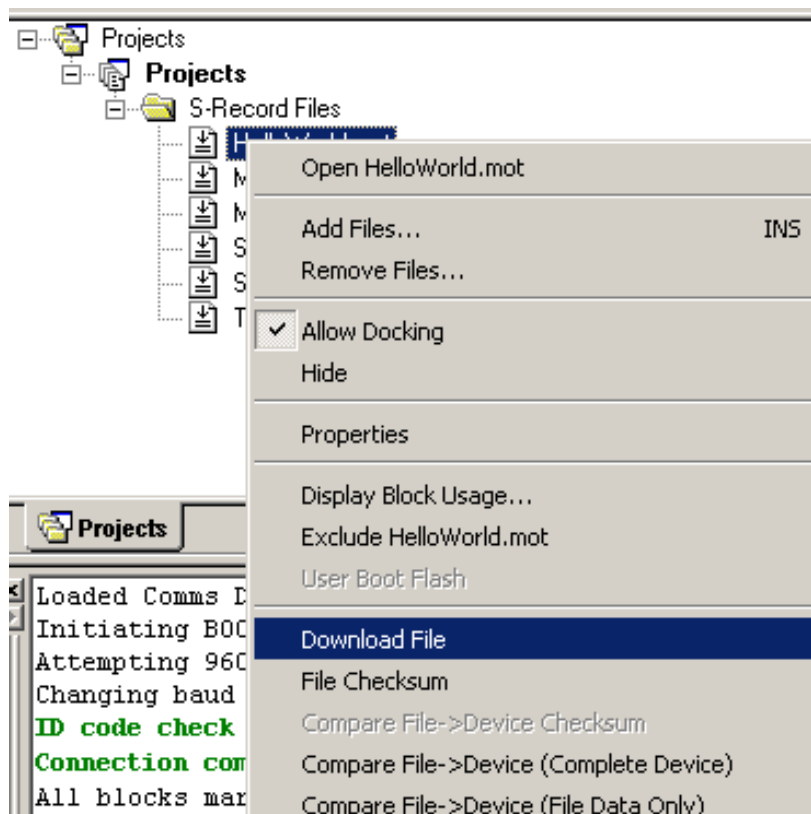 Projects
Projects
S-Record Files
Open HelloWorld.mot
Add Files... INS
Remove Files...
Allow Docking
Hide
Properties
Display Block Usage...
Exclude HelloWorld.mot
User Boot Flash
Download File
File Checksum
Compare File->Device Checksum
Compare File->Device (Complete Device)
Compare File->Device (File Data Only)
Projects
Loaded Comms D
Initiating BOO
Attempting 960
Changing baud
ID code check
Connection com
All blocks mar